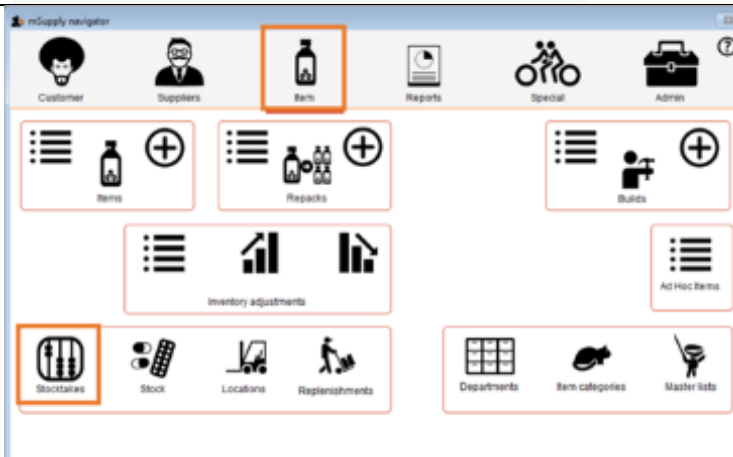 mSupply navigator
Customer
Suppliers
Item
Reports
Special
Admin
?
Items
Repacks
Builds
Inventory adjustments
Ad Hoc Items
Stocktakes
Stock
Locations
Replenishments
Departments
Item categories
Master lists